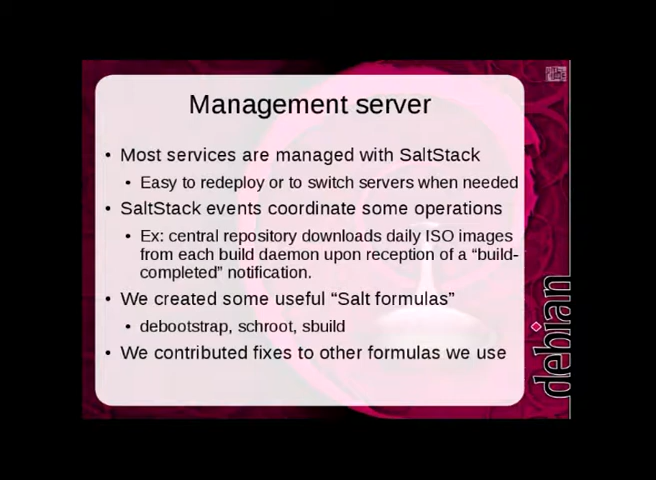 Management server
• Most services are managed with SaltStack
• Easy to redeploy or to switch servers when needed
• SaltStack events coordinate some operations
• Ex: central repository downloads daily ISO images
from each build daemon upon reception of a “build-
completed” notification.
• We created some useful “Salt formulas”
• debootstrap, schroot, sbuild
• We contributed fixes to other formulas we use
debian